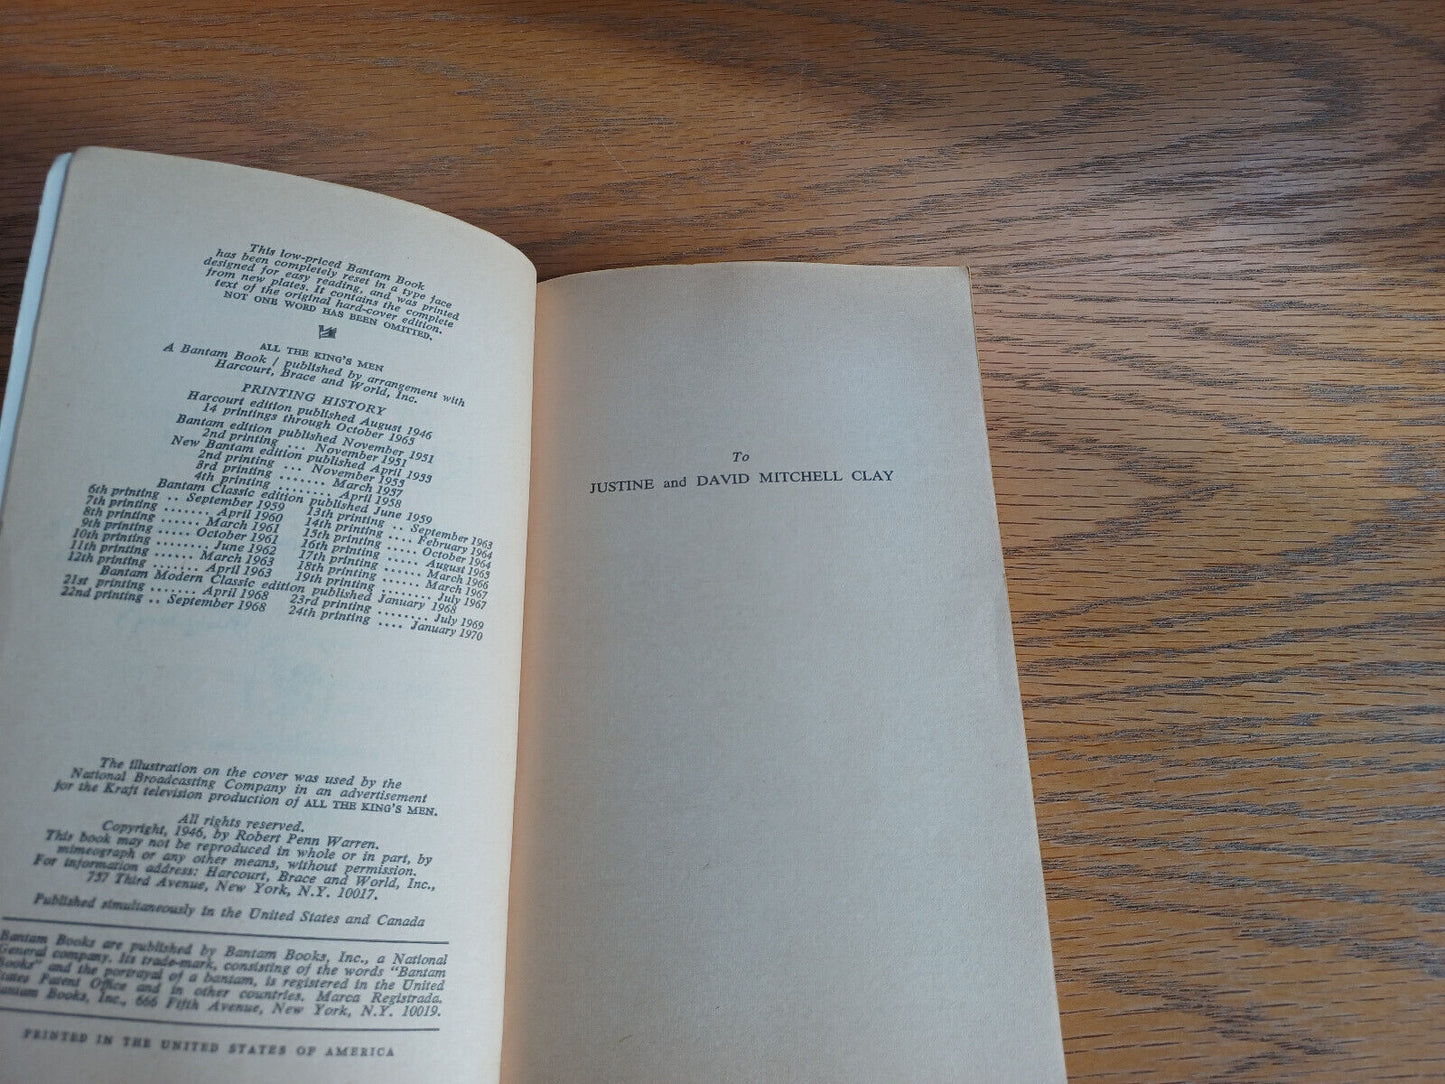 This low-priced Bantam Book
has been completely reset in a type face
designed for easy reading, and was printed
from new plates. It contains the complete
text of the original hard-cover edition.
NOT ONE WORD HAS BEEN OMITTED.
ALL THE KING'S MEN
A Bantam Book / published by arrangement with
Harcourt, Brace and World, Inc.
PRINTING HISTORY
Harcourt edition published August 1946
14 printings through October 1965
Bantam edition published November 1951
2nd printing ... November 1951
New Bantam edition published April 1953
2nd printing ... November 1953
3rd printing ....... March 1957
4th printing ........ April 1958
Bantam Classic edition published June 1959
6th printing .. September 1959 13th printing .. September 1963
7th printing ....... April 1960 14th printing .... February 1964
8th printing ...... March 1961 15th printing ..... October 1964
9th printing ..... October 1961 16th printing ..... August 1965
10th printing ........ June 1962 17th printing ...... March 1966
11th printing ...... March 1963 18th printing ...... March 1967
12th printing ....... April 1963 19th printing ....... July 1967
Bantam Modern Classic edition published January 1968
21st printing ....... April 1968 23rd printing ........ July 1969
22nd printing .. September 1968 24th printing .... January 1970
The illustration on the cover was used by the
National Broadcasting Company in an advertisement
for the Kraft television production of ALL THE KING'S MEN.
All rights reserved.
Copyright, 1946, by Robert Penn Warren.
This book may not be reproduced in whole or in part, by
mimeograph or any other means, without permission.
For information address: Harcourt, Brace and World, Inc.,
757 Third Avenue, New York, N.Y. 10017.
Published simultaneously in the United States and Canada
Bantam Books are published by Bantam Books, Inc., a National
General company. Its trade-mark, consisting of the words "Bantam
Books" and the portrayal of a bantam, is registered in the United
States Patent Office and in other countries. Marca Registrada.
Bantam Books, Inc., 666 Fifth Avenue, New York, N.Y. 10019.
PRINTED IN THE UNITED STATES OF AMERICA
To
JUSTINE and DAVID MITCHELL CLAY